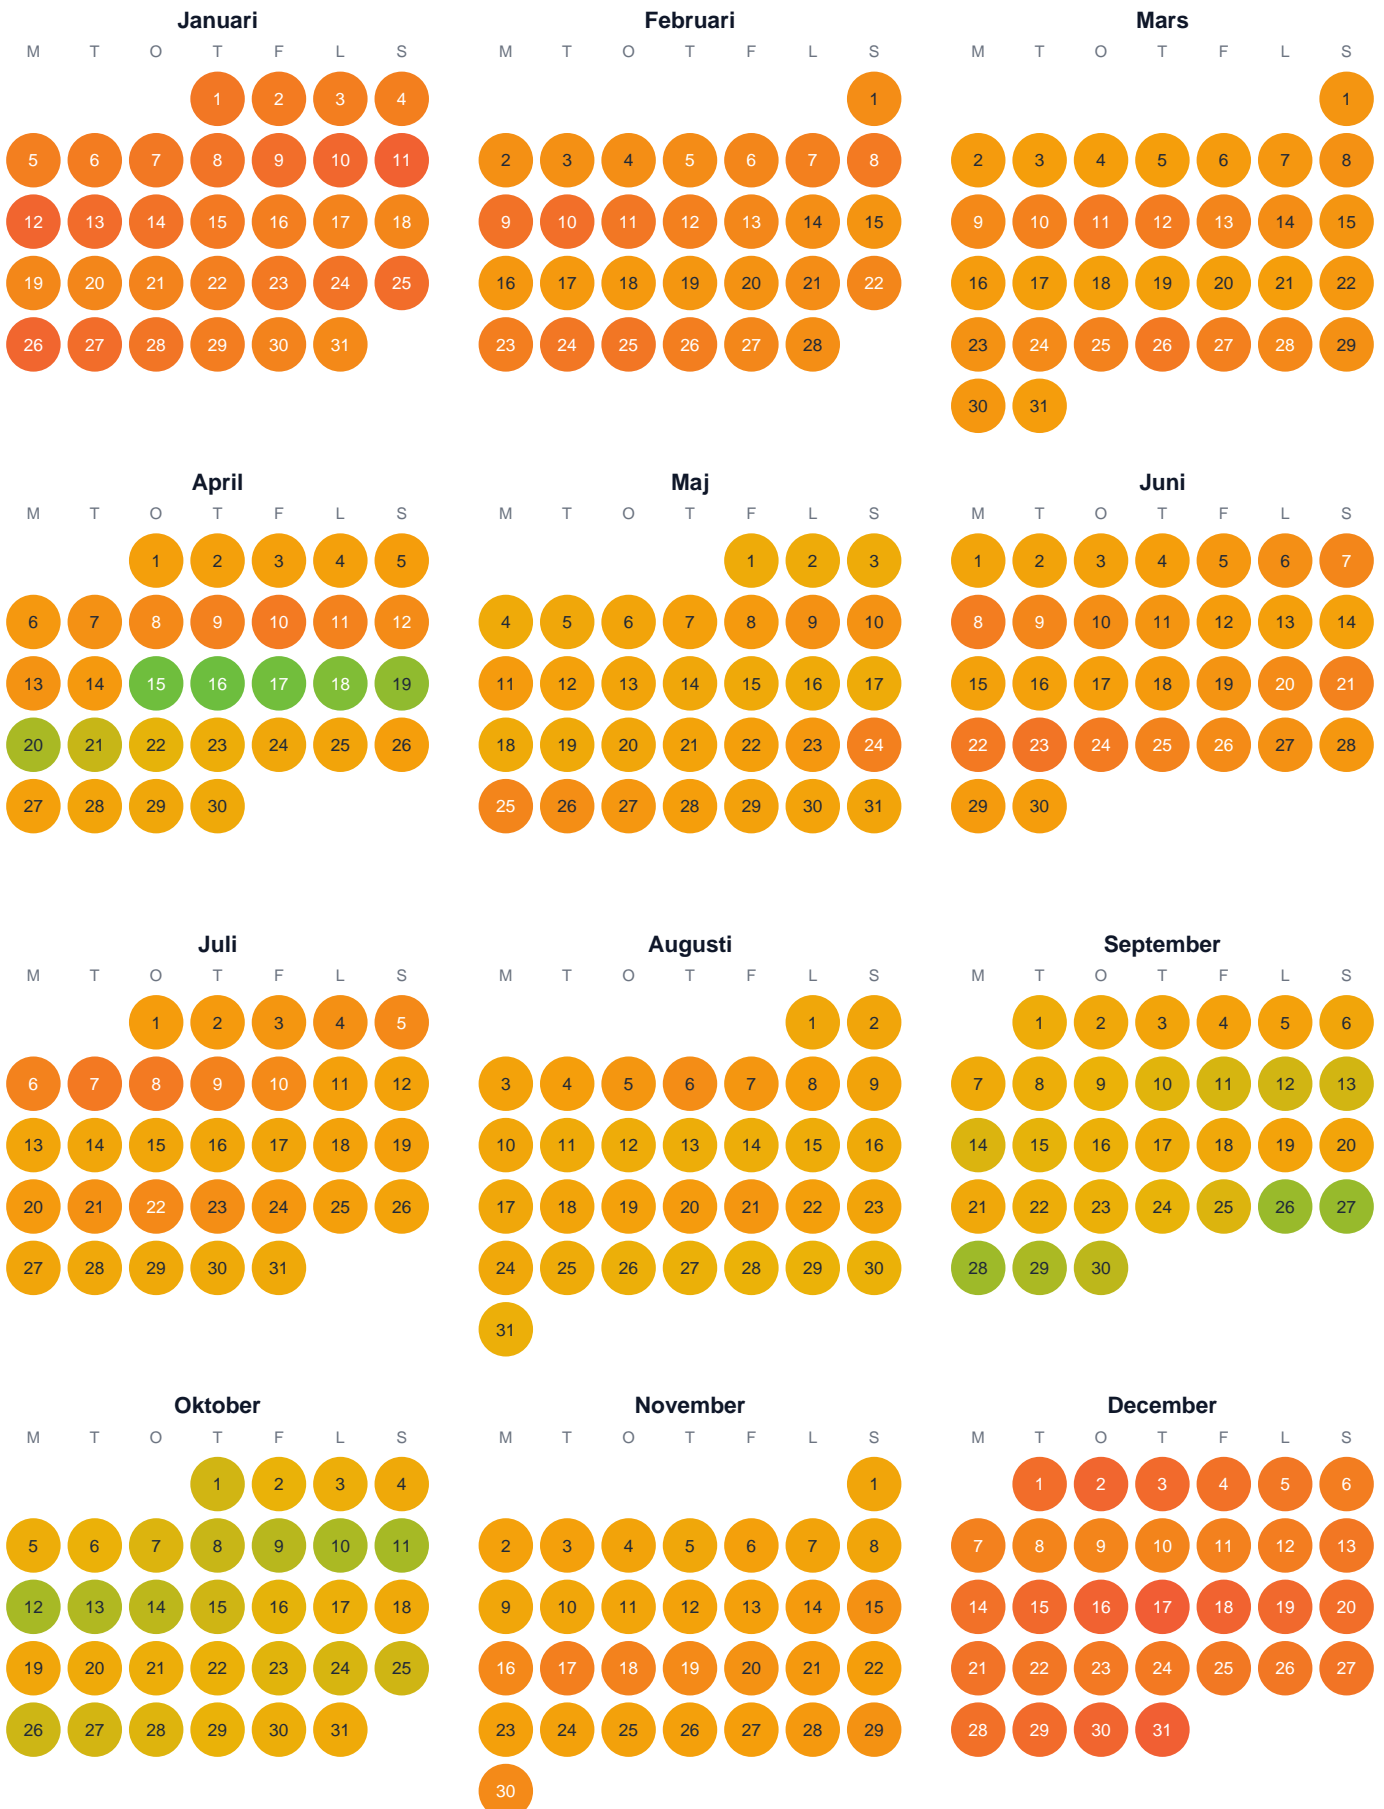 Januari
M T O T F L S
1 2 3 4
5 6 7 8 9 10 11
12 13 14 15 16 17 18
19 20 21 22 23 24 25
26 27 28 29 30 31
Februari
M T O T F L S
1
2 3 4 5 6 7 8
9 10 11 12 13 14 15
16 17 18 19 20 21 22
23 24 25 26 27 28
Mars
M T O T F L S
1
2 3 4 5 6 7 8
9 10 11 12 13 14 15
16 17 18 19 20 21 22
23 24 25 26 27 28 29
30 31
April
M T O T F L S
1 2 3 4 5
6 7 8 9 10 11 12
13 14 15 16 17 18 19
20 21 22 23 24 25 26
27 28 29 30
Maj
M T O T F L S
1 2 3
4 5 6 7 8 9 10
11 12 13 14 15 16 17
18 19 20 21 22 23 24
25 26 27 28 29 30 31
Juni
M T O T F L S
1 2 3 4 5 6 7
8 9 10 11 12 13 14
15 16 17 18 19 20 21
22 23 24 25 26 27 28
29 30
Juli
M T O T F L S
1 2 3 4 5
6 7 8 9 10 11 12
13 14 15 16 17 18 19
20 21 22 23 24 25 26
27 28 29 30 31
Augusti
M T O T F L S
1 2
3 4 5 6 7 8 9
10 11 12 13 14 15 16
17 18 19 20 21 22 23
24 25 26 27 28 29 30
31
September
M T O T F L S
1 2 3 4 5 6
7 8 9 10 11 12 13
14 15 16 17 18 19 20
21 22 23 24 25 26 27
28 29 30
Oktober
M T O T F L S
1 2 3 4
5 6 7 8 9 10 11
12 13 14 15 16 17 18
19 20 21 22 23 24 25
26 27 28 29 30 31
November
M T O T F L S
1
2 3 4 5 6 7 8
9 10 11 12 13 14 15
16 17 18 19 20 21 22
23 24 25 26 27 28 29
30
December
M T O T F L S
1 2 3 4 5 6
7 8 9 10 11 12 13
14 15 16 17 18 19 20
21 22 23 24 25 26 27
28 29 30 31